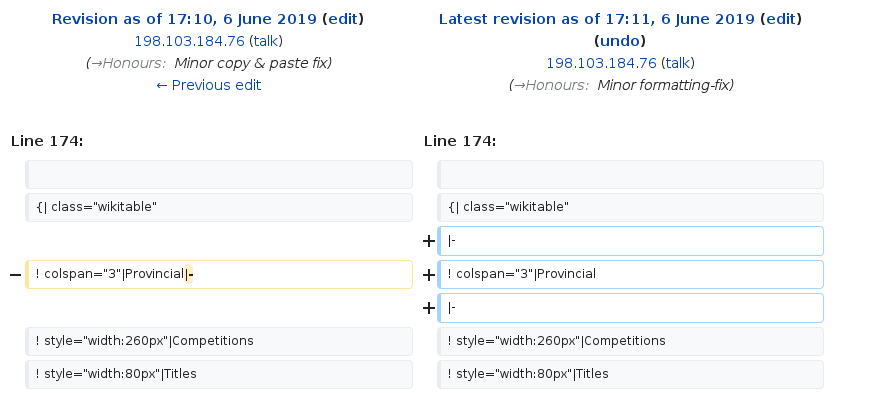 Revision as of 17:10, 6 June 2019 (edit)
198.103.184.76 (talk)
(→Honours: Minor copy & paste fix)
← Previous edit
Latest revision as of 17:11, 6 June 2019 (edit)
(undo)
198.103.184.76 (talk)
(→Honours: Minor formatting-fix)
Line 174:
Line 174:
{| class="wikitable"
{| class="wikitable"
+ |-
− ! colspan="3"|Provincial|-
+ ! colspan="3"|Provincial
+ |-
! style="width:260px"|Competitions
! style="width:260px"|Competitions
! style="width:80px"|Titles
! style="width:80px"|Titles